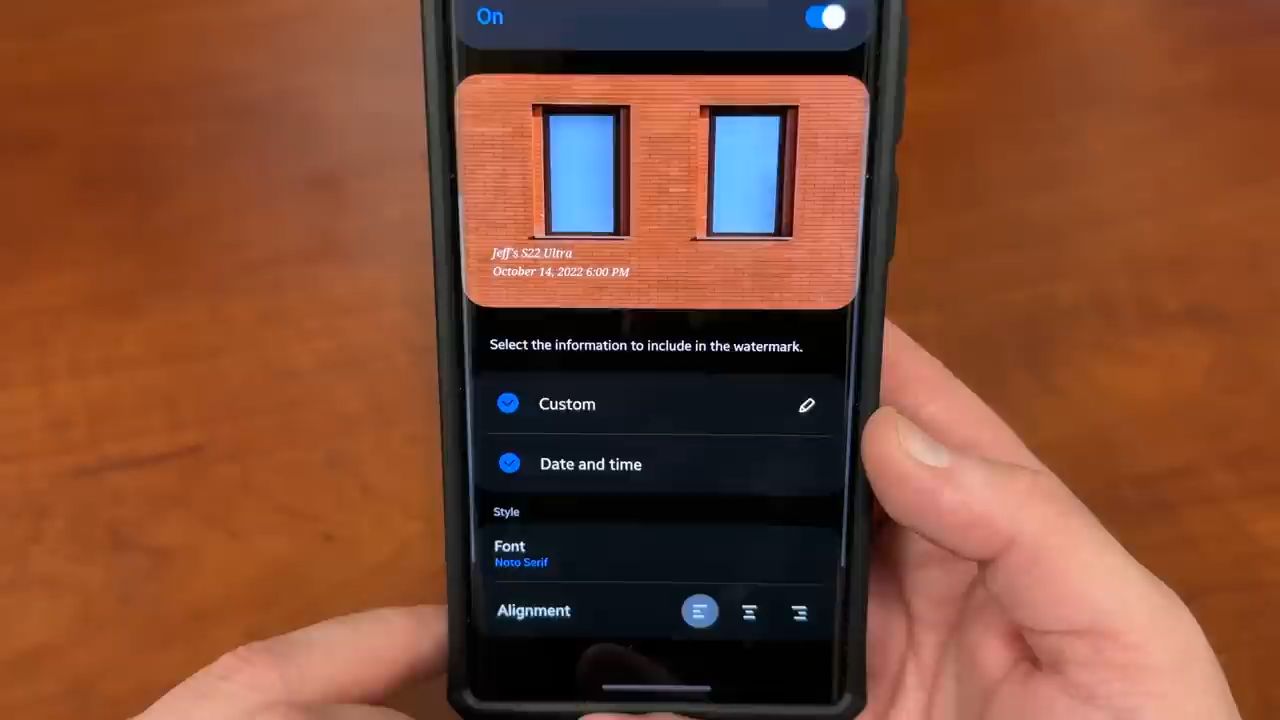 On
Jeff's S22 Ultra
October 14, 2022 6:00 PM
Select the information to include in the watermark.
Custom
Date and time
Style
Font
Noto Serif
Alignment